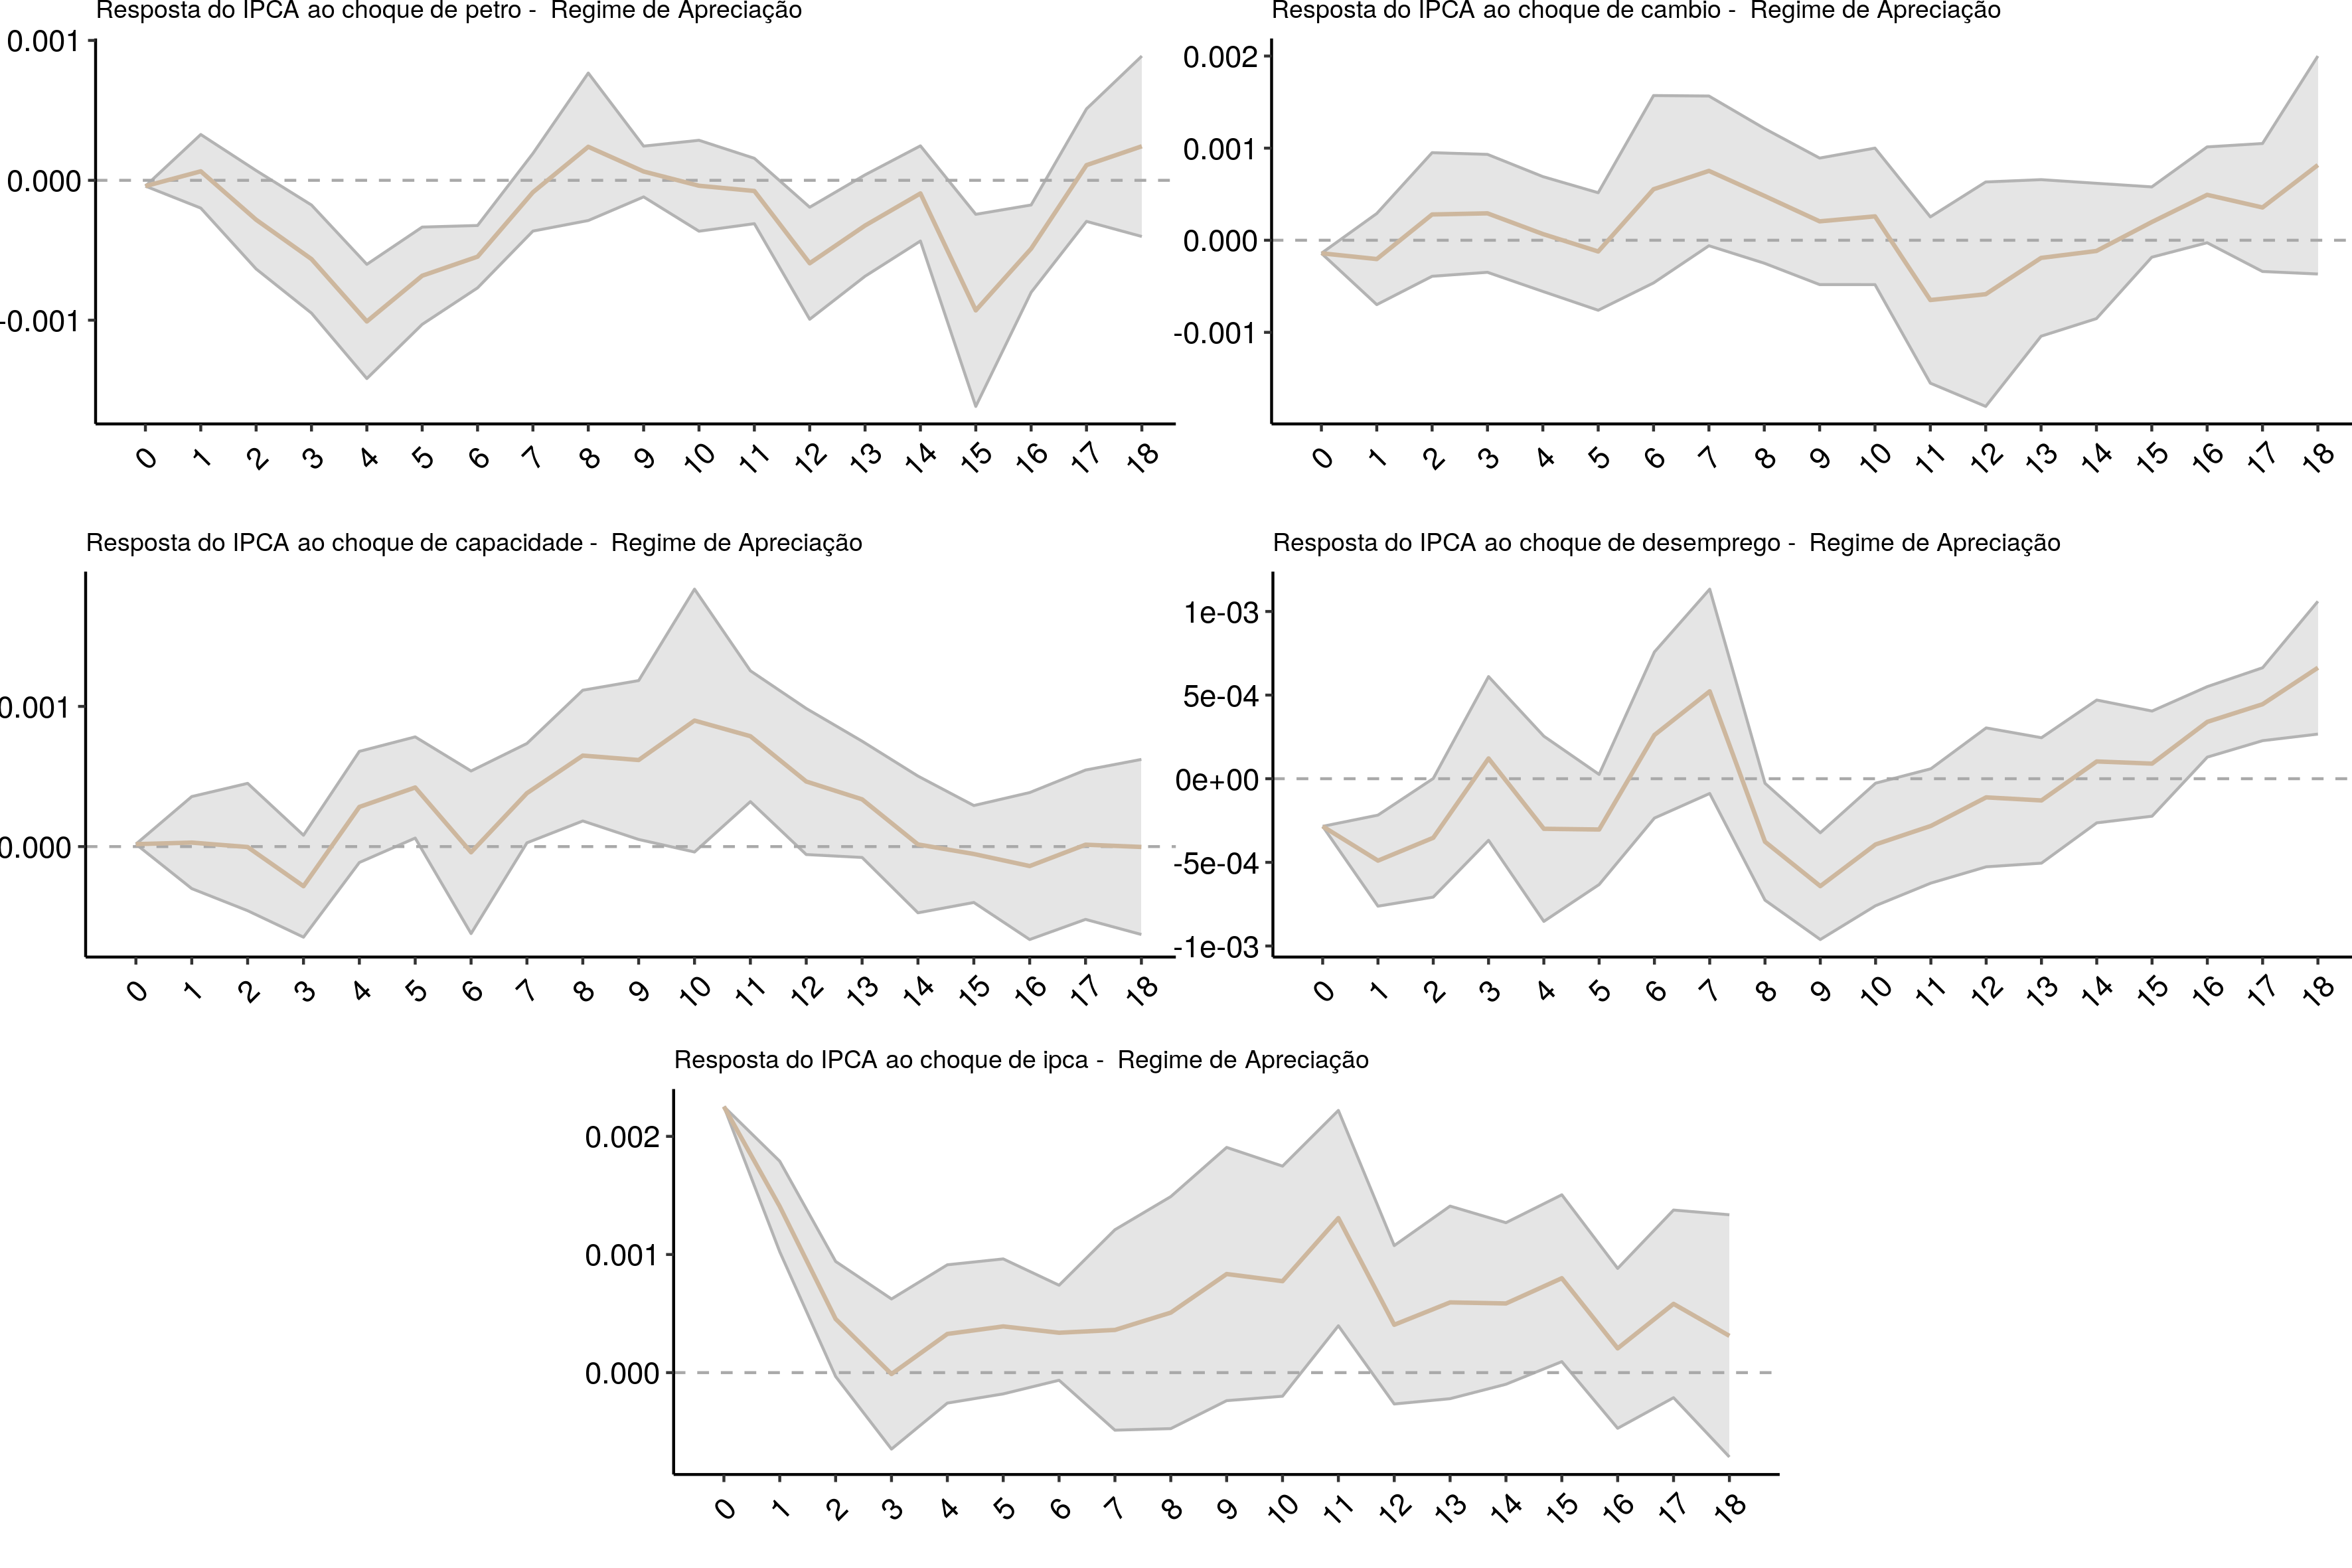 Resposta do IPCA ao choque de petro - Regime de Apreciação
0.001
0.000
-0.001
0 1 2 3 4 5 6 7 8 9 10 11 12 13 14 15 16 17 18
Resposta do IPCA ao choque de cambio - Regime de Apreciação
0.002
0.001
0.000
-0.001
0 1 2 3 4 5 6 7 8 9 10 11 12 13 14 15 16 17 18
Resposta do IPCA ao choque de capacidade - Regime de Apreciação
0.001
0.000
0 1 2 3 4 5 6 7 8 9 10 11 12 13 14 15 16 17 18
Resposta do IPCA ao choque de desemprego - Regime de Apreciação
1e-03
5e-04
0e+00
-5e-04
-1e-03
0 1 2 3 4 5 6 7 8 9 10 11 12 13 14 15 16 17 18
Resposta do IPCA ao choque de ipca - Regime de Apreciação
0.002
0.001
0.000
0 1 2 3 4 5 6 7 8 9 10 11 12 13 14 15 16 17 18